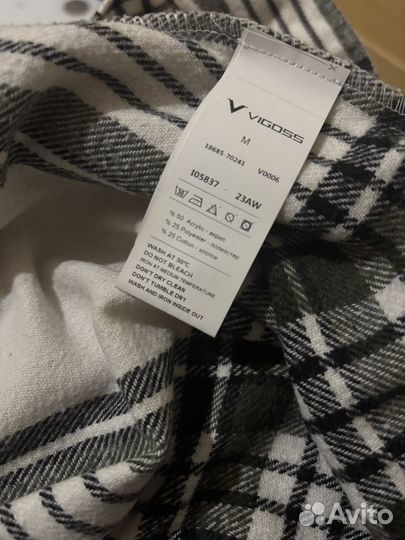 VIGOSS
M
18685-70241 V0006
I05837 - 23AW
% 50 Acrylic - акрил
% 25 Polyester - полиэстер
% 25 Cotton - хлопок
WASH AT 30°C
DO NOT BLEACH
IRON AT MEDIUM TEMPERATURE
DON'T DRY CLEAN
DON'T TUMBLE DRY
WASH AND IRON INSIDE OUT
Avito